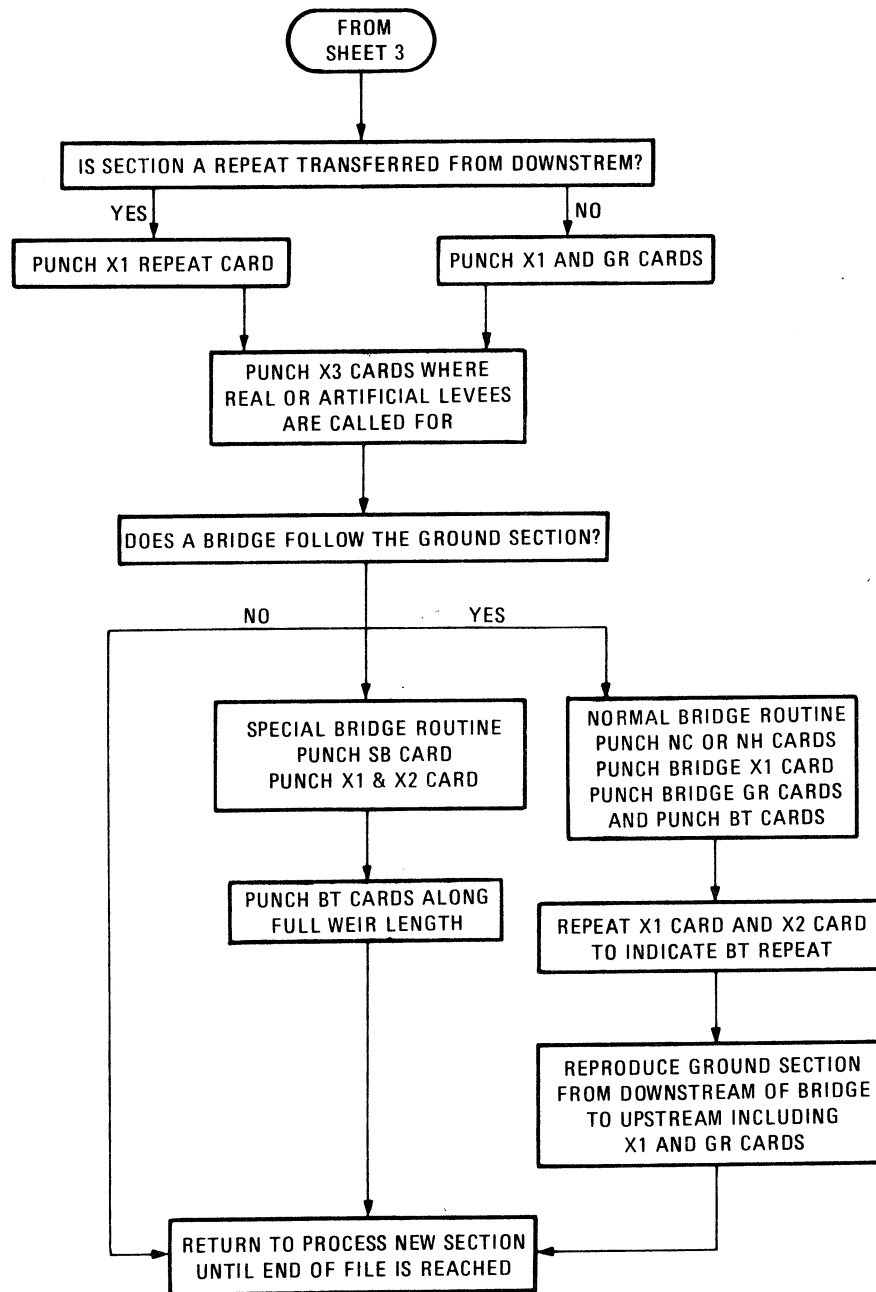 FROM
SHEET 3
IS SECTION A REPEAT TRANSFERRED FROM DOWNSTREM?
YES
NO
PUNCH X1 REPEAT CARD
PUNCH X1 AND GR CARDS
PUNCH X3 CARDS WHERE
REAL OR ARTIFICIAL LEVEES
ARE CALLED FOR
DOES A BRIDGE FOLLOW THE GROUND SECTION?
NO
YES
SPECIAL BRIDGE ROUTINE
PUNCH SB CARD
PUNCH X1 & X2 CARD
NORMAL BRIDGE ROUTINE
PUNCH NC OR NH CARDS
PUNCH BRIDGE X1 CARD
PUNCH BRIDGE GR CARDS
AND PUNCH BT CARDS
PUNCH BT CARDS ALONG
FULL WEIR LENGTH
REPEAT X1 CARD AND X2 CARD
TO INDICATE BT REPEAT
REPRODUCE GROUND SECTION
FROM DOWNSTREAM OF BRIDGE
TO UPSTREAM INCLUDING
X1 AND GR CARDS
RETURN TO PROCESS NEW SECTION
UNTIL END OF FILE IS REACHED